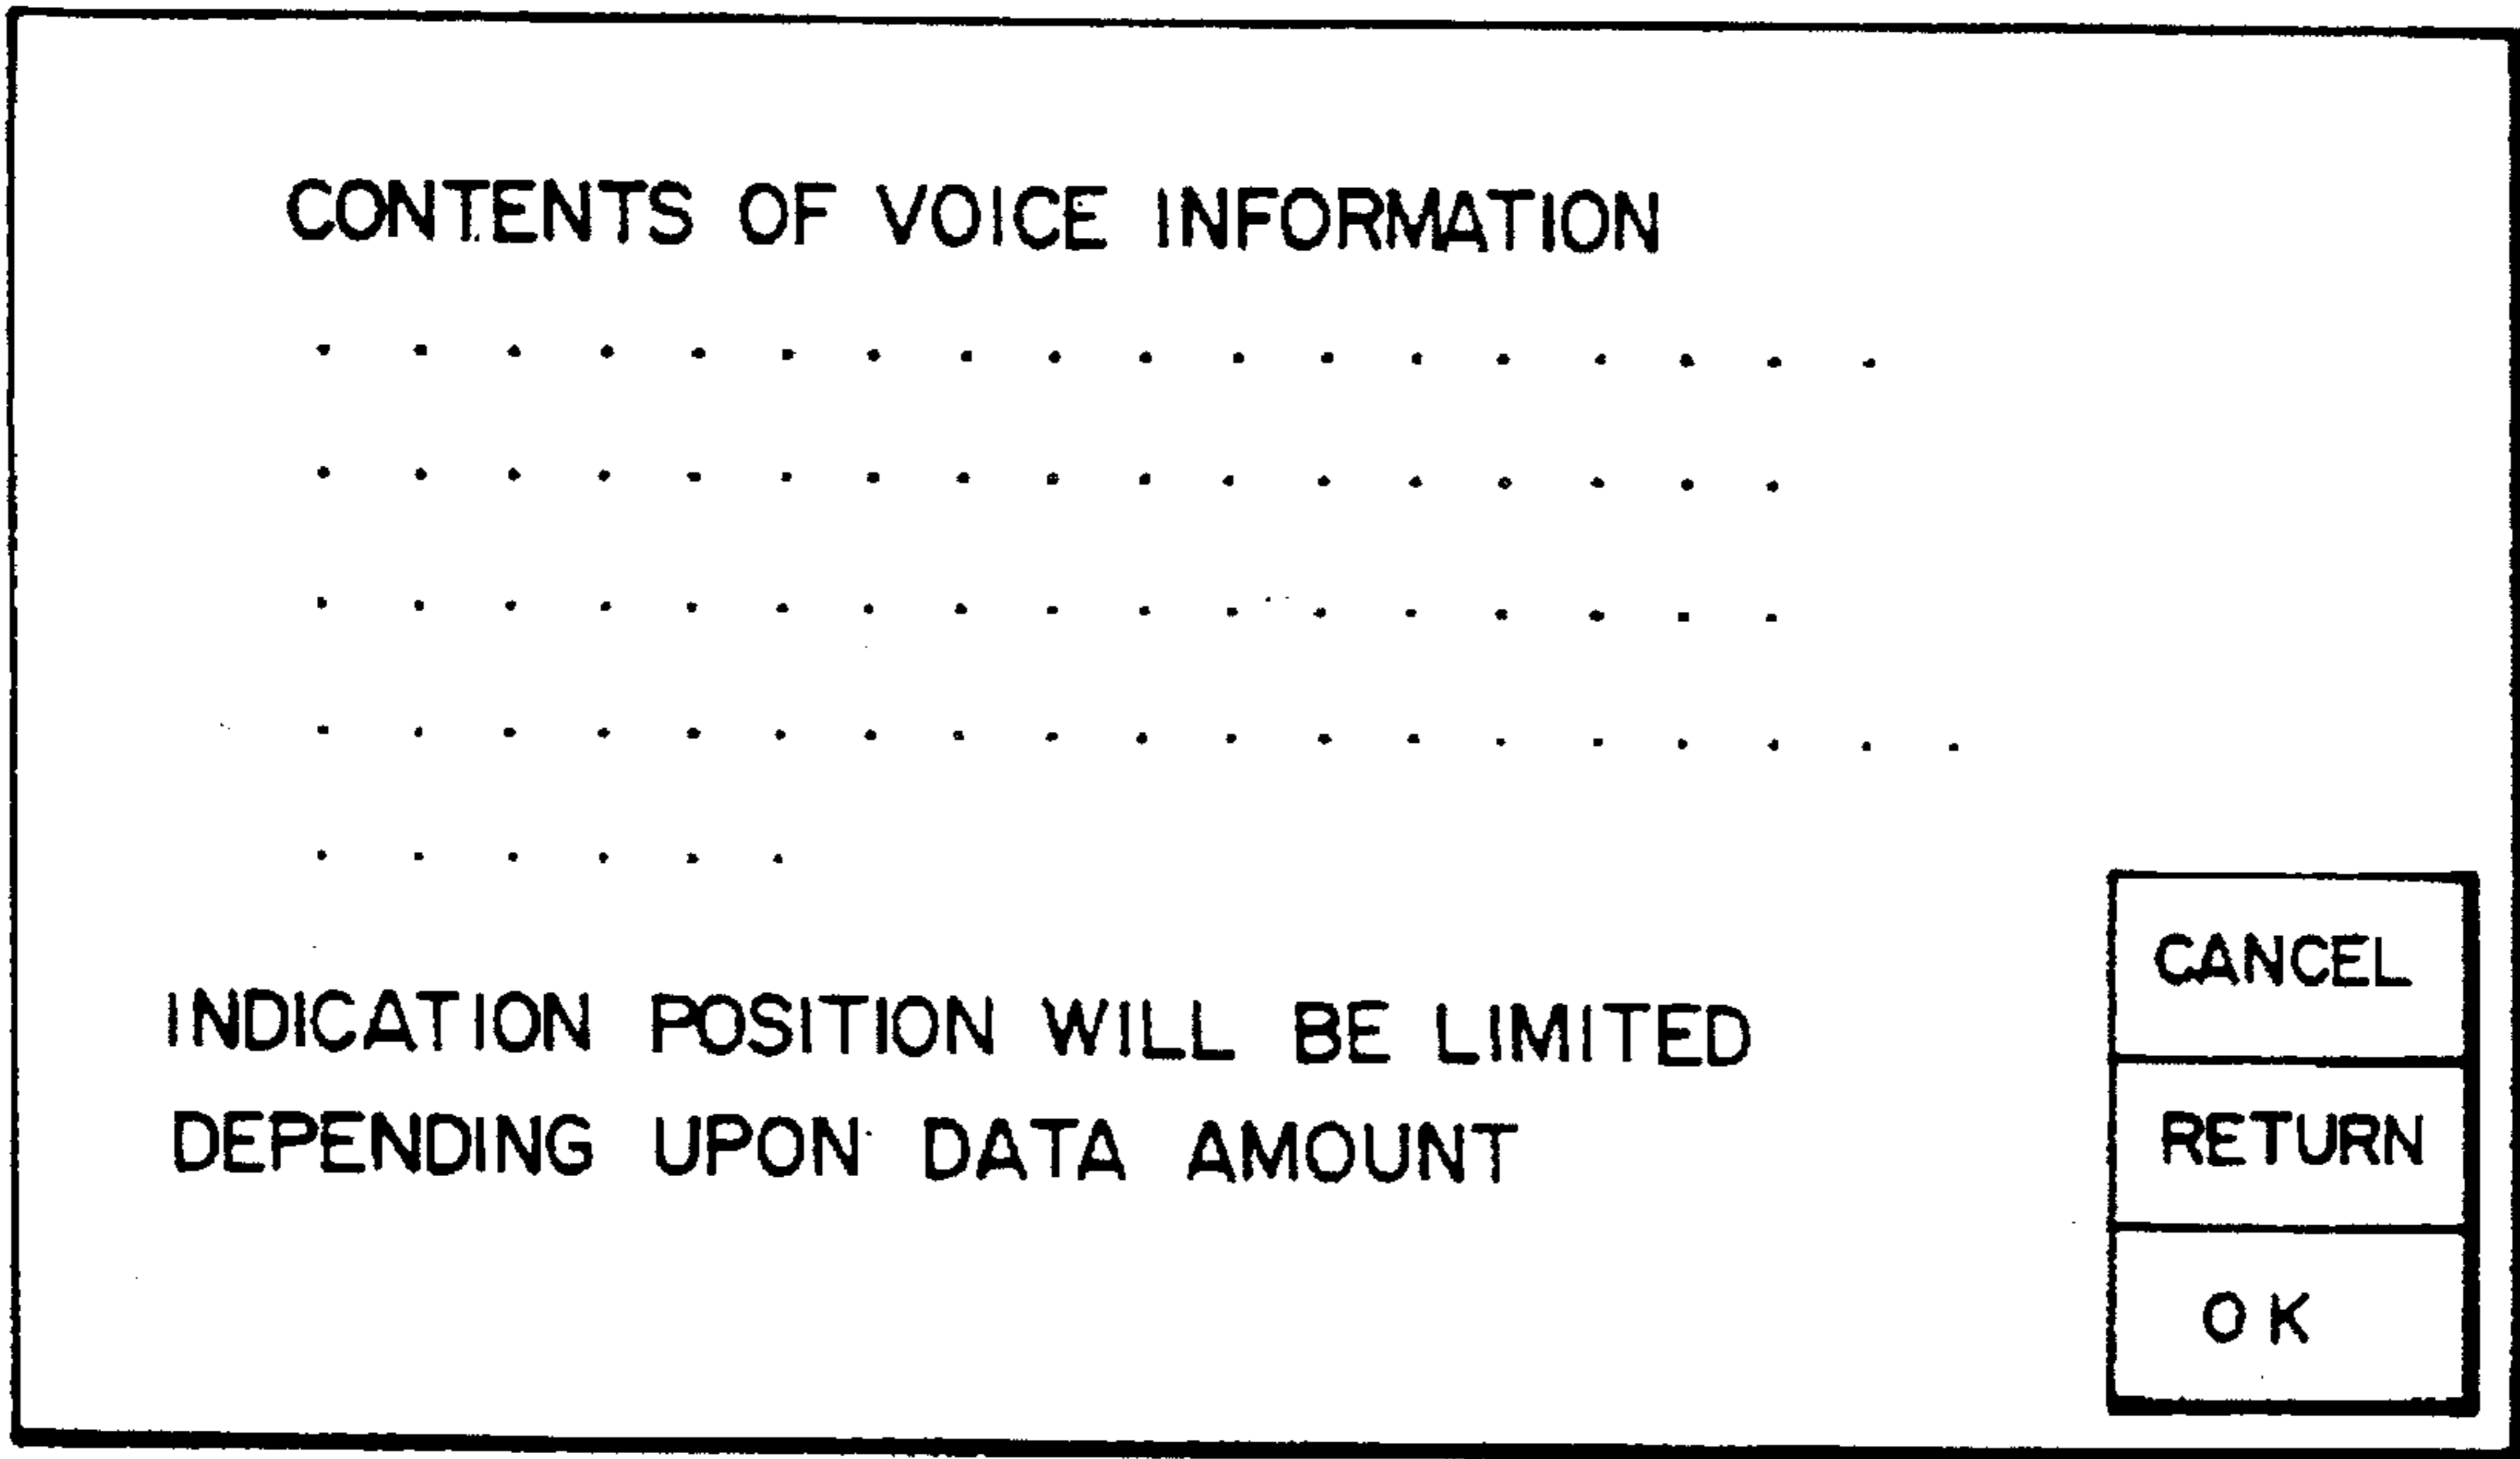 CONTENTS OF VOICE INFORMATION
. . . . . . . . . . . . . . . . . .
. . . . . . . . . . . . . . . . .
. . . . . . . . . . . . . . . . .
. . . . . . . . . . . . . . . . . . .
. . . . . .
INDICATION POSITION WILL BE LIMITED
DEPENDING UPON DATA AMOUNT
CANCEL
RETURN
OK